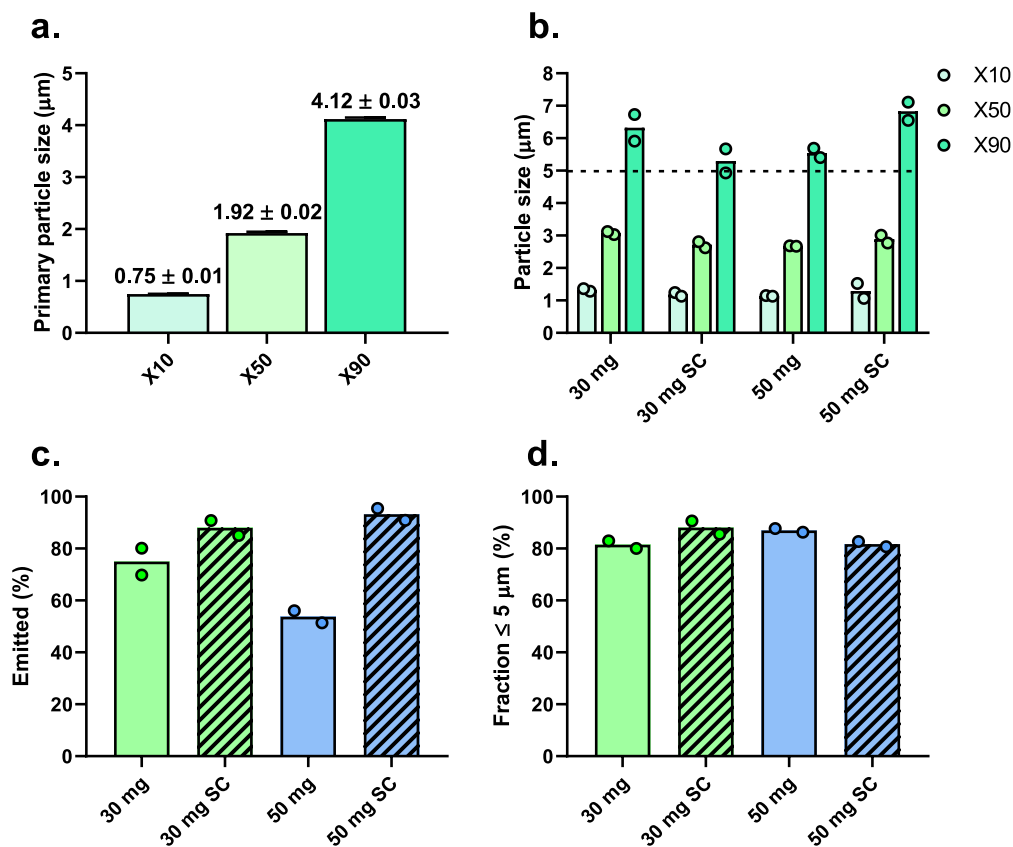 a.
Primary particle size (μm)
5
4
3
2
1
0
0.75 ± 0.01
1.92 ± 0.02
4.12 ± 0.03
X10
X50
X90
b.
Particle size (μm)
8
7
6
5
4
3
2
1
0
30 mg
30 mg SC
50 mg
50 mg SC
X10
X50
X90
c.
Emitted (%)
100
80
60
40
20
0
30 mg
30 mg SC
50 mg
50 mg SC
d.
Fraction ≤ 5 μm (%)
100
80
60
40
20
0
30 mg
30 mg SC
50 mg
50 mg SC